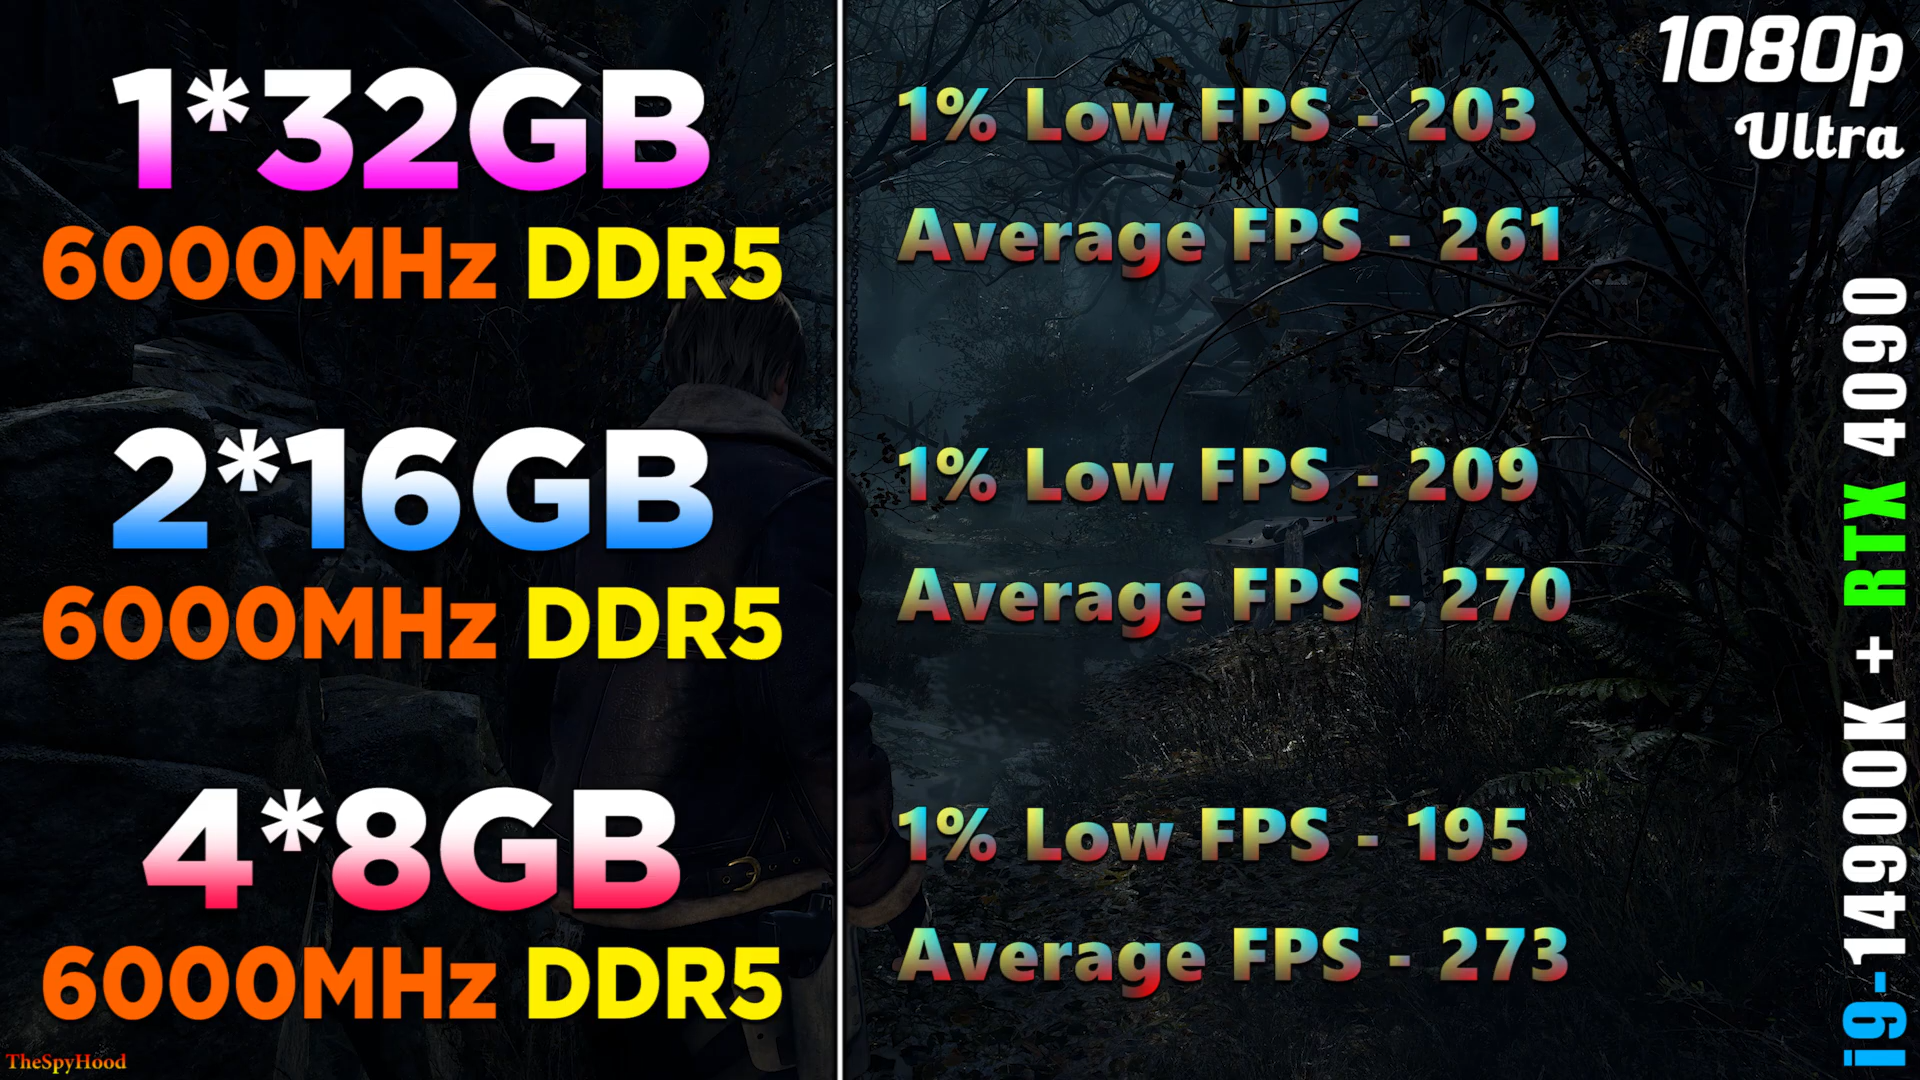 1*32GB
6000MHz DDR5
1% Low FPS - 203
Average FPS - 261
2*16GB
6000MHz DDR5
1% Low FPS - 209
Average FPS - 270
4*8GB
6000MHz DDR5
1% Low FPS - 195
Average FPS - 273
1080p
Ultra
i9-14900K + RTX 4090
TheSpyHood